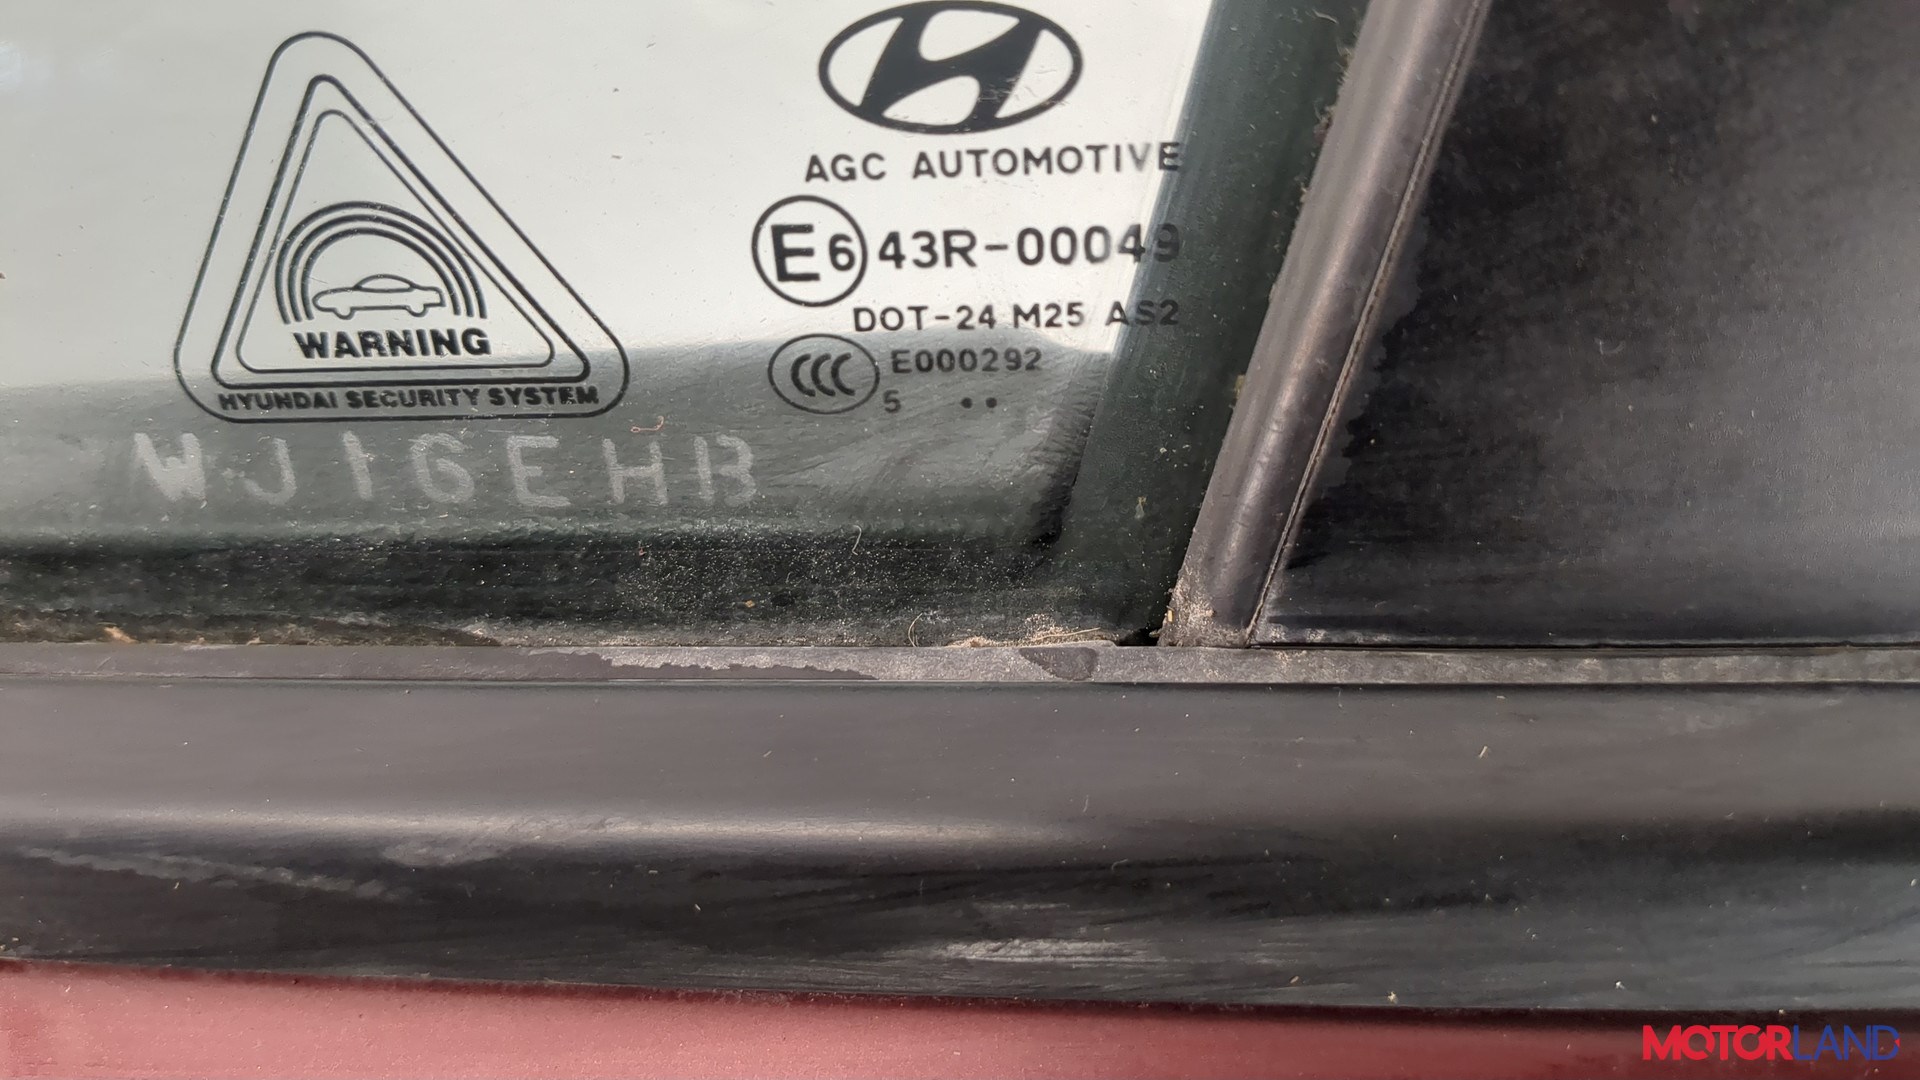 WARNING
HYUNDAI SECURITY SYSTEM
AGC AUTOMOTIVE
E6 43R-00049
DOT-24 M25 AS2
CCC E000292
5 ••
WJ16EHB
MOTORLAND